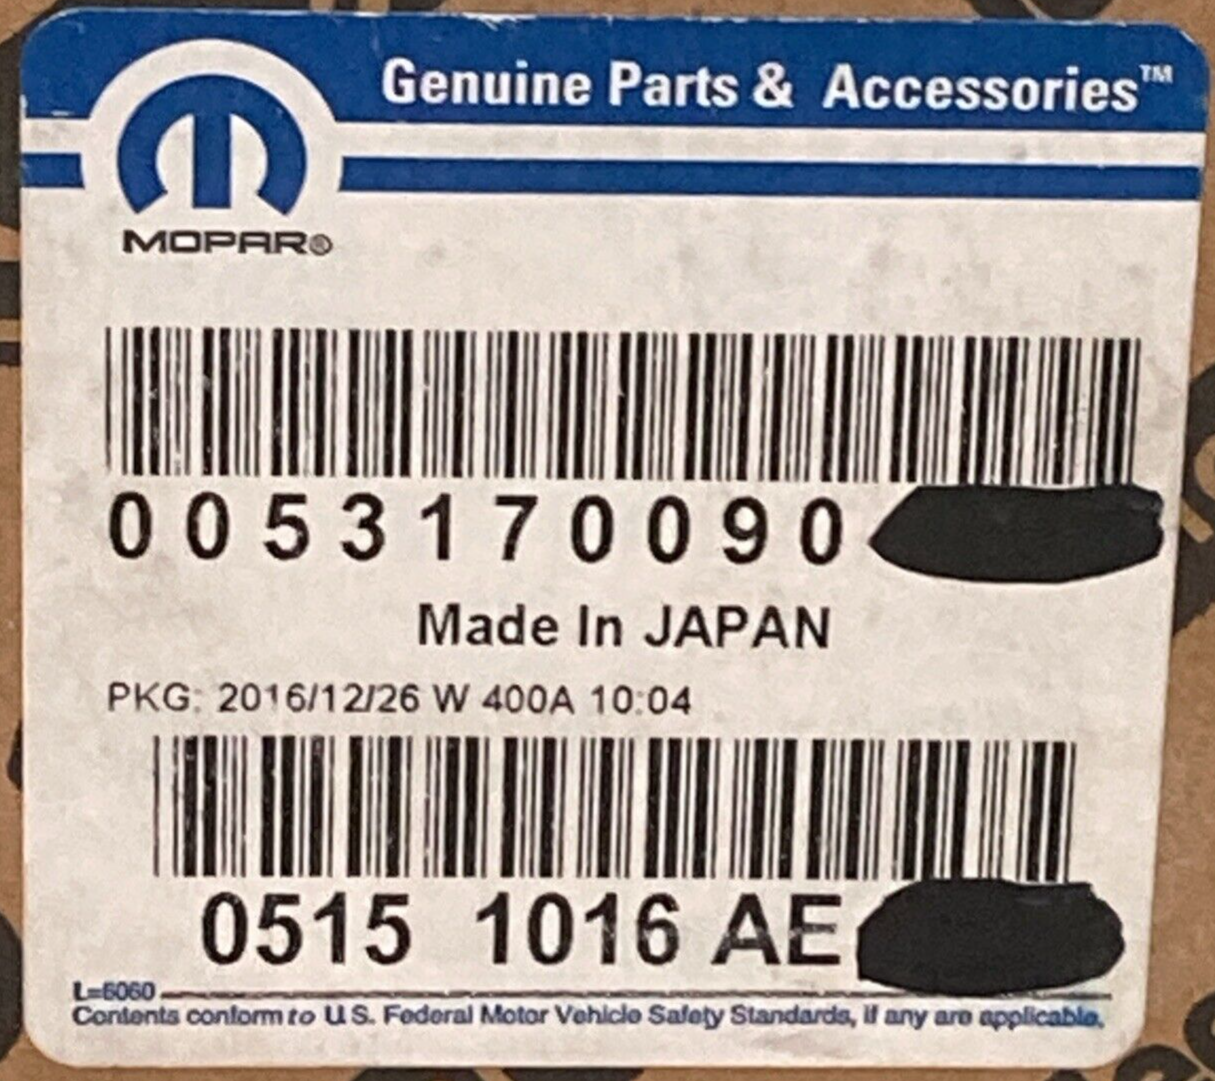 Genuine Parts & Accessories™
MOPAR®
0053170090
Made In JAPAN
PKG: 2016/12/26 W 400A 10:04
0515 1016 AE
L=6060
Contents conform to U.S. Federal Motor Vehicle Safety Standards, if any are applicable.